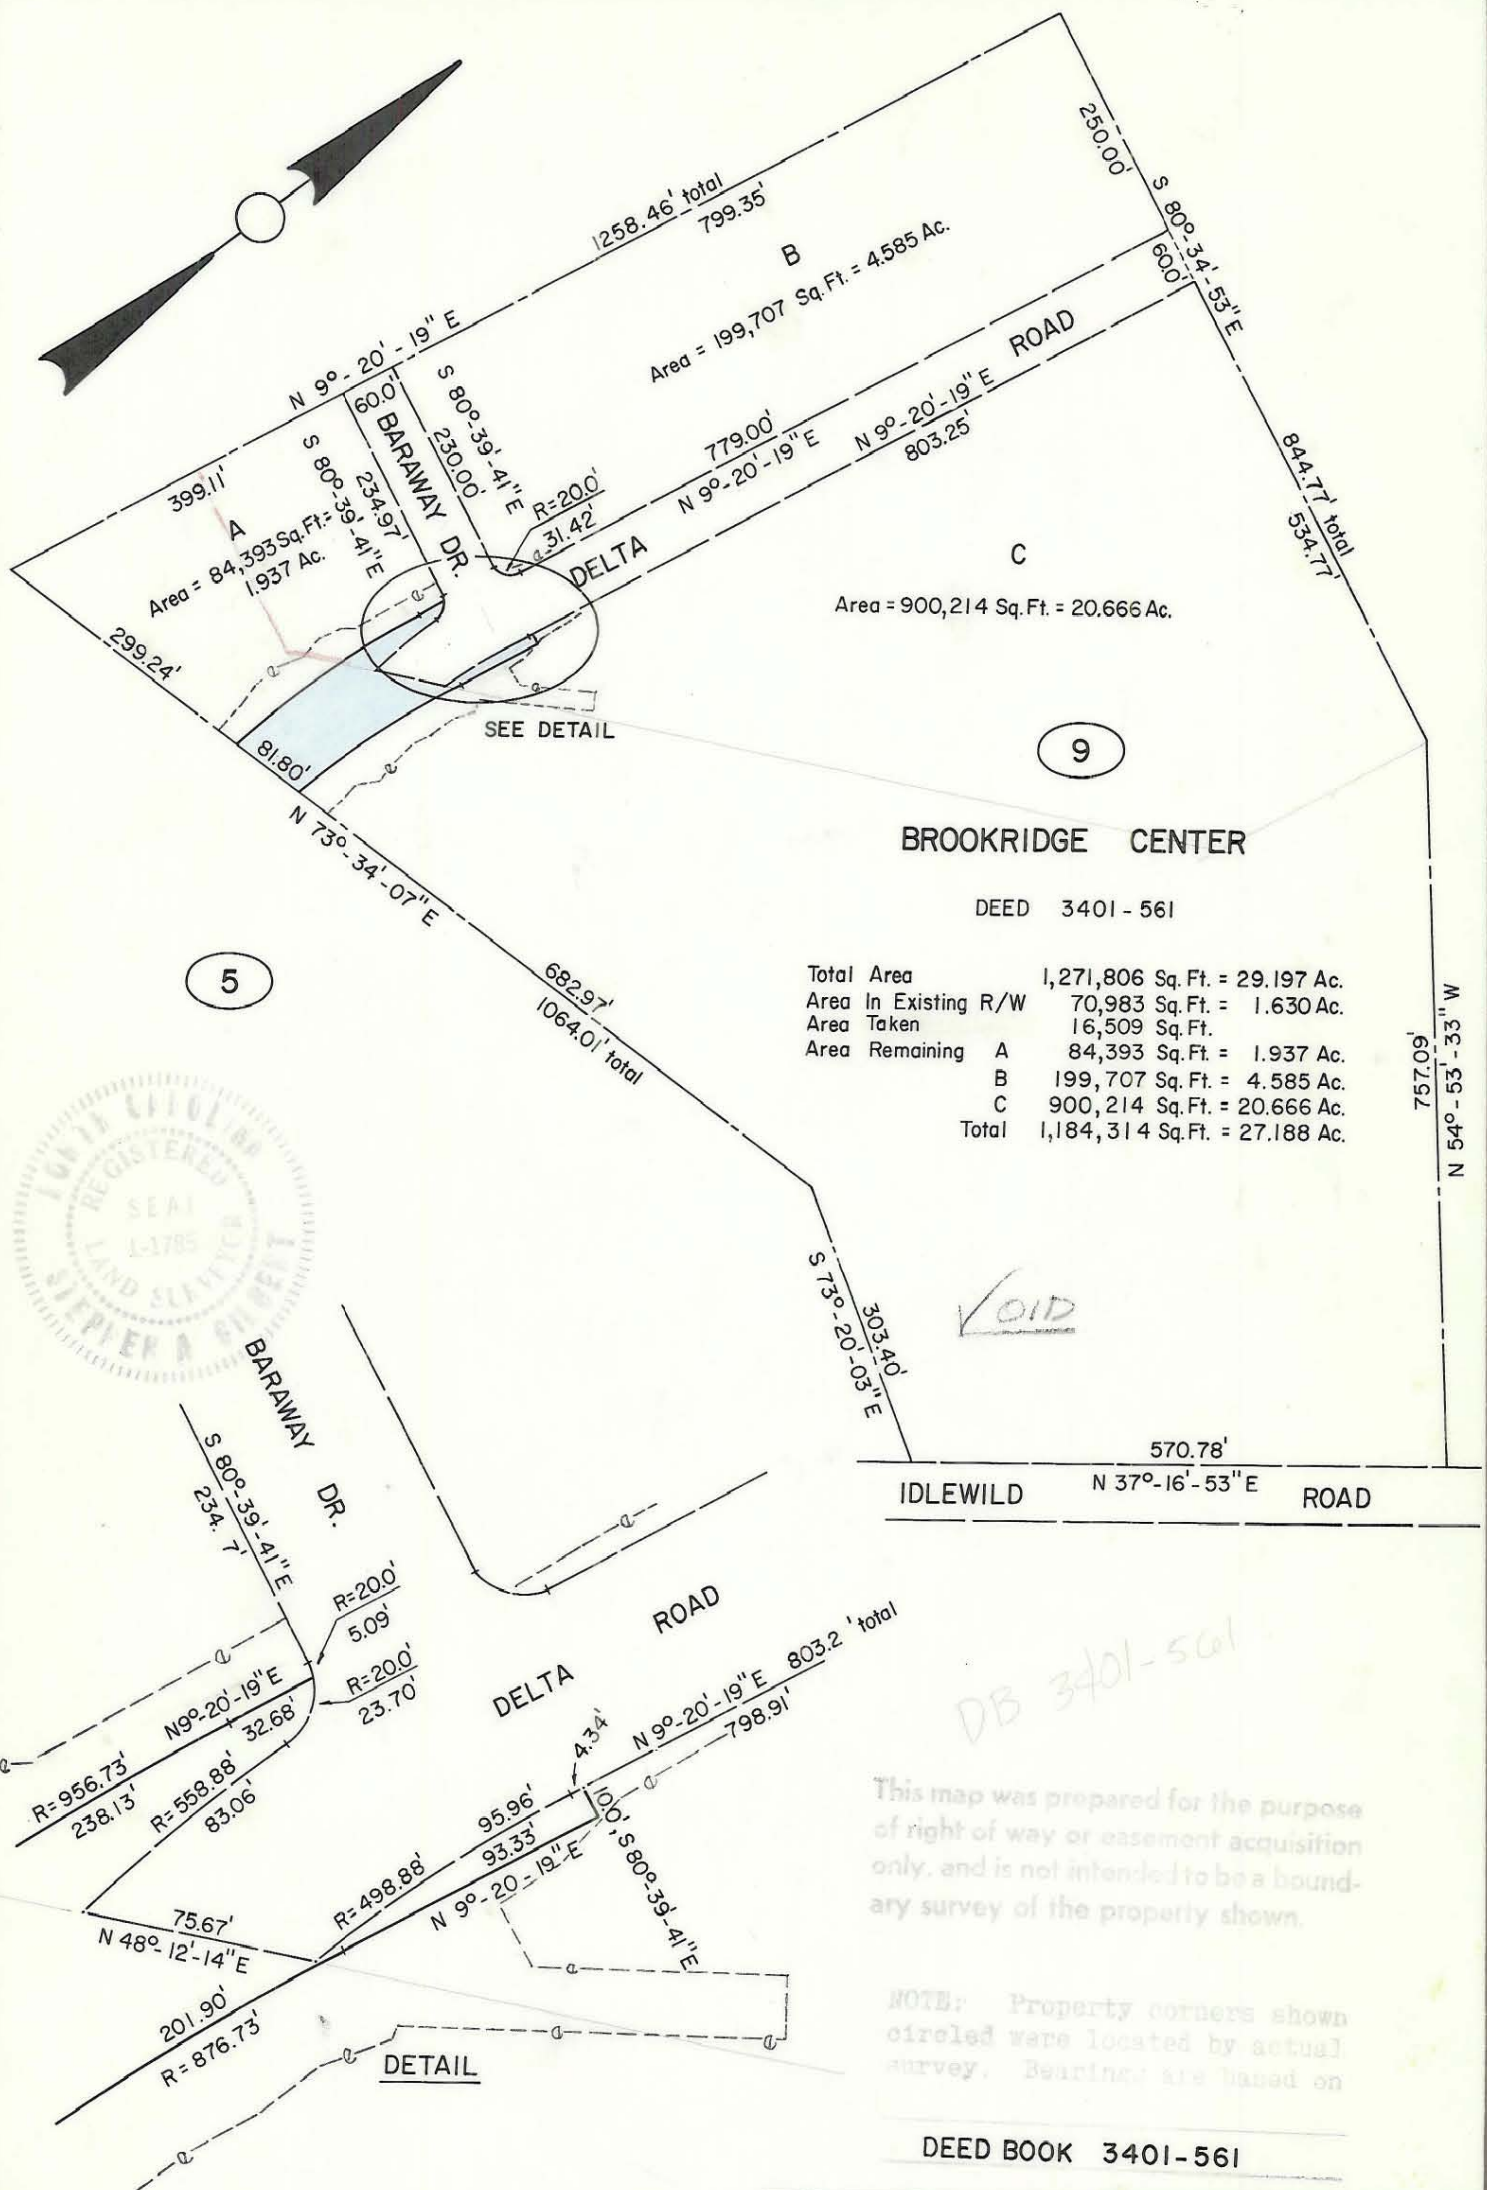 250.00'
S 80°-34'-53" E
60.0'
1258.46' total
799.35'
B
Area = 199,707 Sq. Ft. = 4.585 Ac.
N 9°-20'-19" E
60.0'
BARAWAY DR.
S 80°-39'-41" E
230.00'
S 80°-39'-41" E
234.97'
399.11'
A
Area = 84,393 Sq. Ft. =
1.937 Ac.
R=20.0'
31.42'
779.00'
N 9°-20'-19" E
N 9°-20'-19" E
803.25'
DELTA ROAD
844.77' total
534.77'
C
Area = 900,214 Sq. Ft. = 20.666 Ac.
299.24'
81.80'
SEE DETAIL
N 73°-34'-07" E
9
BROOKRIDGE CENTER
DEED 3401-561
Total Area 1,271,806 Sq. Ft. = 29.197 Ac.
Area In Existing R/W 70,983 Sq. Ft. = 1.630 Ac.
Area Taken 16,509 Sq. Ft.
Area Remaining A 84,393 Sq. Ft. = 1.937 Ac.
B 199,707 Sq. Ft. = 4.585 Ac.
C 900,214 Sq. Ft. = 20.666 Ac.
Total 1,184,314 Sq. Ft. = 27.188 Ac.
5
682.97'
1064.01' total
757.09'
N 54°-53'-33" W
REGISTERED
SEAL
L-1785
LAND SURVEYOR
STEPHEN A GILBERT
VOID
303.40'
S 73°-20'-03" E
570.78'
N 37°-16'-53" E
IDLEWILD ROAD
BARAWAY DR.
S 80°-39'-41" E
234. 7'
R=20.0'
5.09'
R=20.0'
23.70'
N9°-20'-19" E
32.68'
R=956.73'
238.13'
R=558.88'
83.06'
DELTA ROAD
4.34'
N 9°-20'-19" E 803.2 ' total
798.91'
10.0', S 80°-39'-41" E
95.96'
93.33'
R=498.88'
N 9°-20-19" E
75.67'
N 48°-12'-14" E
201.90'
R=876.73'
DETAIL
DB 3401-561
This map was prepared for the purpose
of right of way or easement acquisition
only. and is not intended to be a bound-
ary survey of the property shown.
NOTE: Property corners shown
circled were located by actual
survey. Bearings are based on
DEED BOOK 3401-561